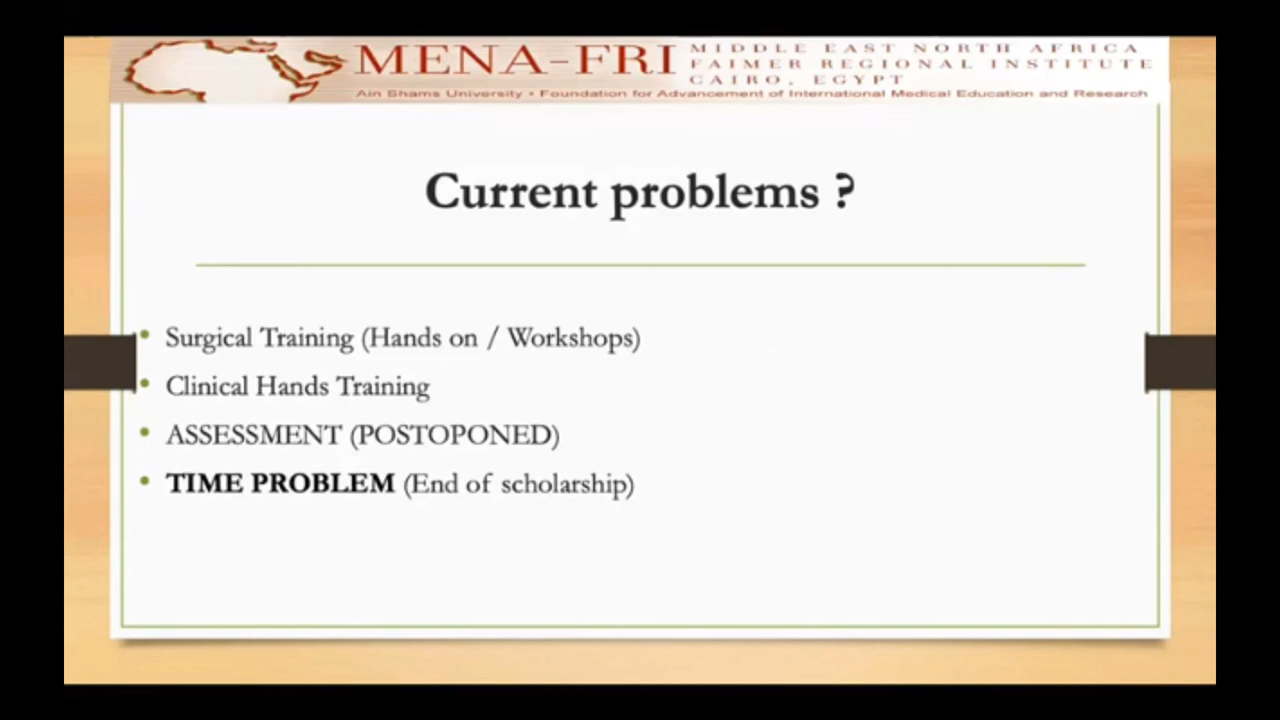 MENA-FRI
MIDDLE EAST NORTH AFRICA
FAIMER REGIONAL INSTITUTE
CAIRO, EGYPT
Ain Shams University • Foundation for Advancement of International Medical Education and Research
Current problems ?
• Surgical Training (Hands on / Workshops)
• Clinical Hands Training
• ASSESSMENT (POSTOPONED)
• TIME PROBLEM (End of scholarship)